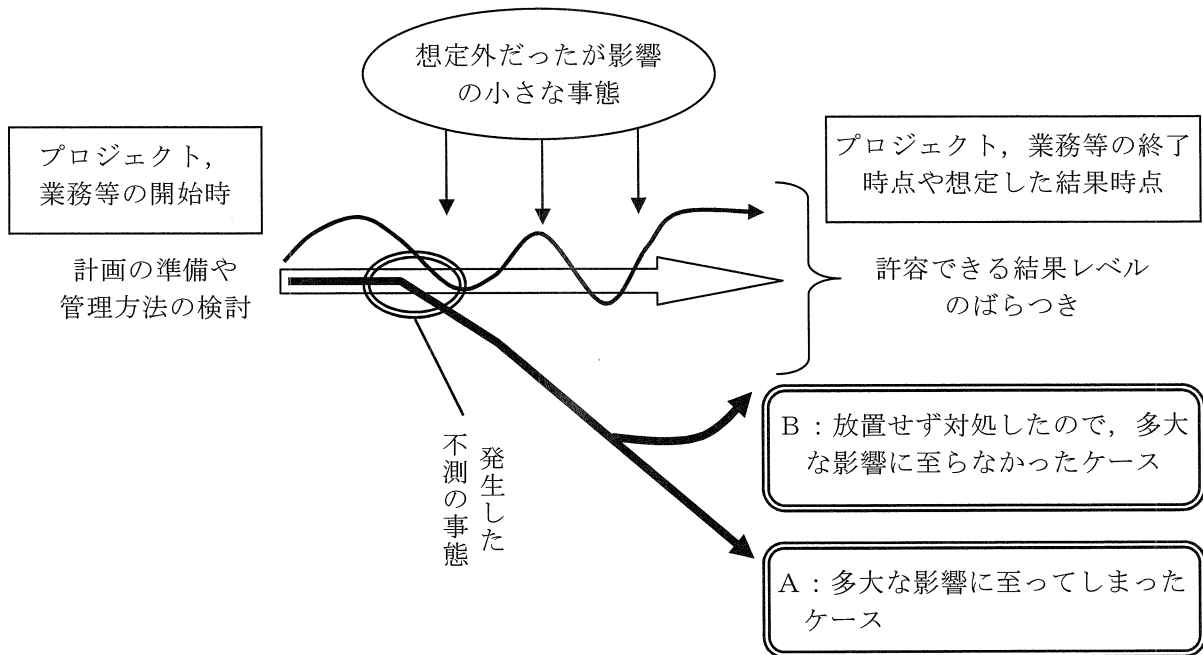 想定外だったが影響
の小さな事態
プロジェクト，
業務等の開始時
計画の準備や
管理方法の検討
プロジェクト，業務等の終了
時点や想定した結果時点
許容できる結果レベル
のばらつき
発生した
不測の事態
B：放置せず対処したので，多大
な影響に至らなかったケース
A：多大な影響に至ってしまった
ケース